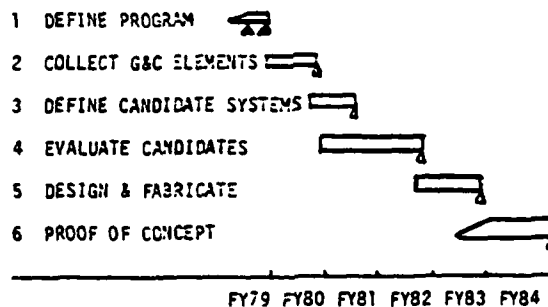 1 DEFINE PROGRAM
2 COLLECT G&C ELEMENTS
3 DEFINE CANDIDATE SYSTEMS
4 EVALUATE CANDIDATES
5 DESIGN & FABRICATE
6 PROOF OF CONCEPT
FY79 FY80 FY81 FY82 FY83 FY84